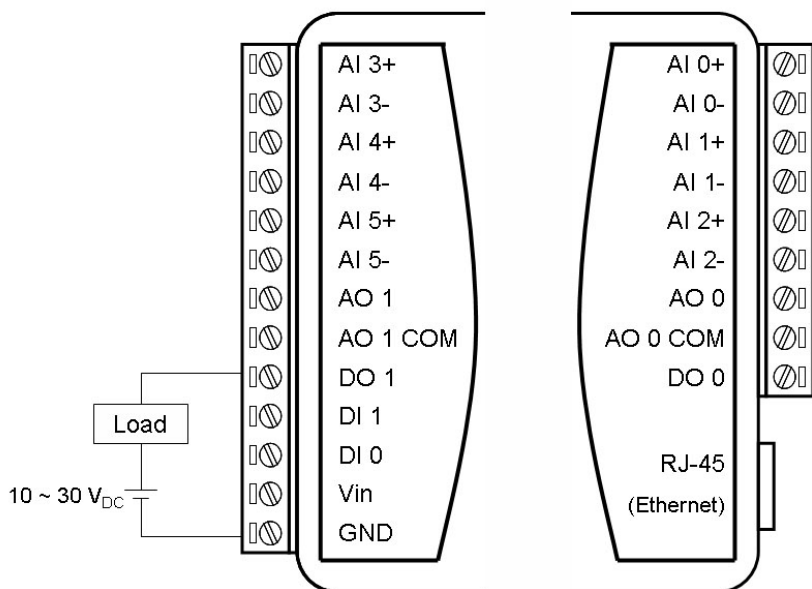 AI 3+
AI 3-
AI 4+
AI 4-
AI 5+
AI 5-
AO 1
AO 1 COM
DO 1
DI 1
DI 0
Vin
GND
Load
10 ~ 30 VDC
AI 0+
AI 0-
AI 1+
AI 1-
AI 2+
AI 2-
AO 0
AO 0 COM
DO 0
RJ-45
(Ethernet)